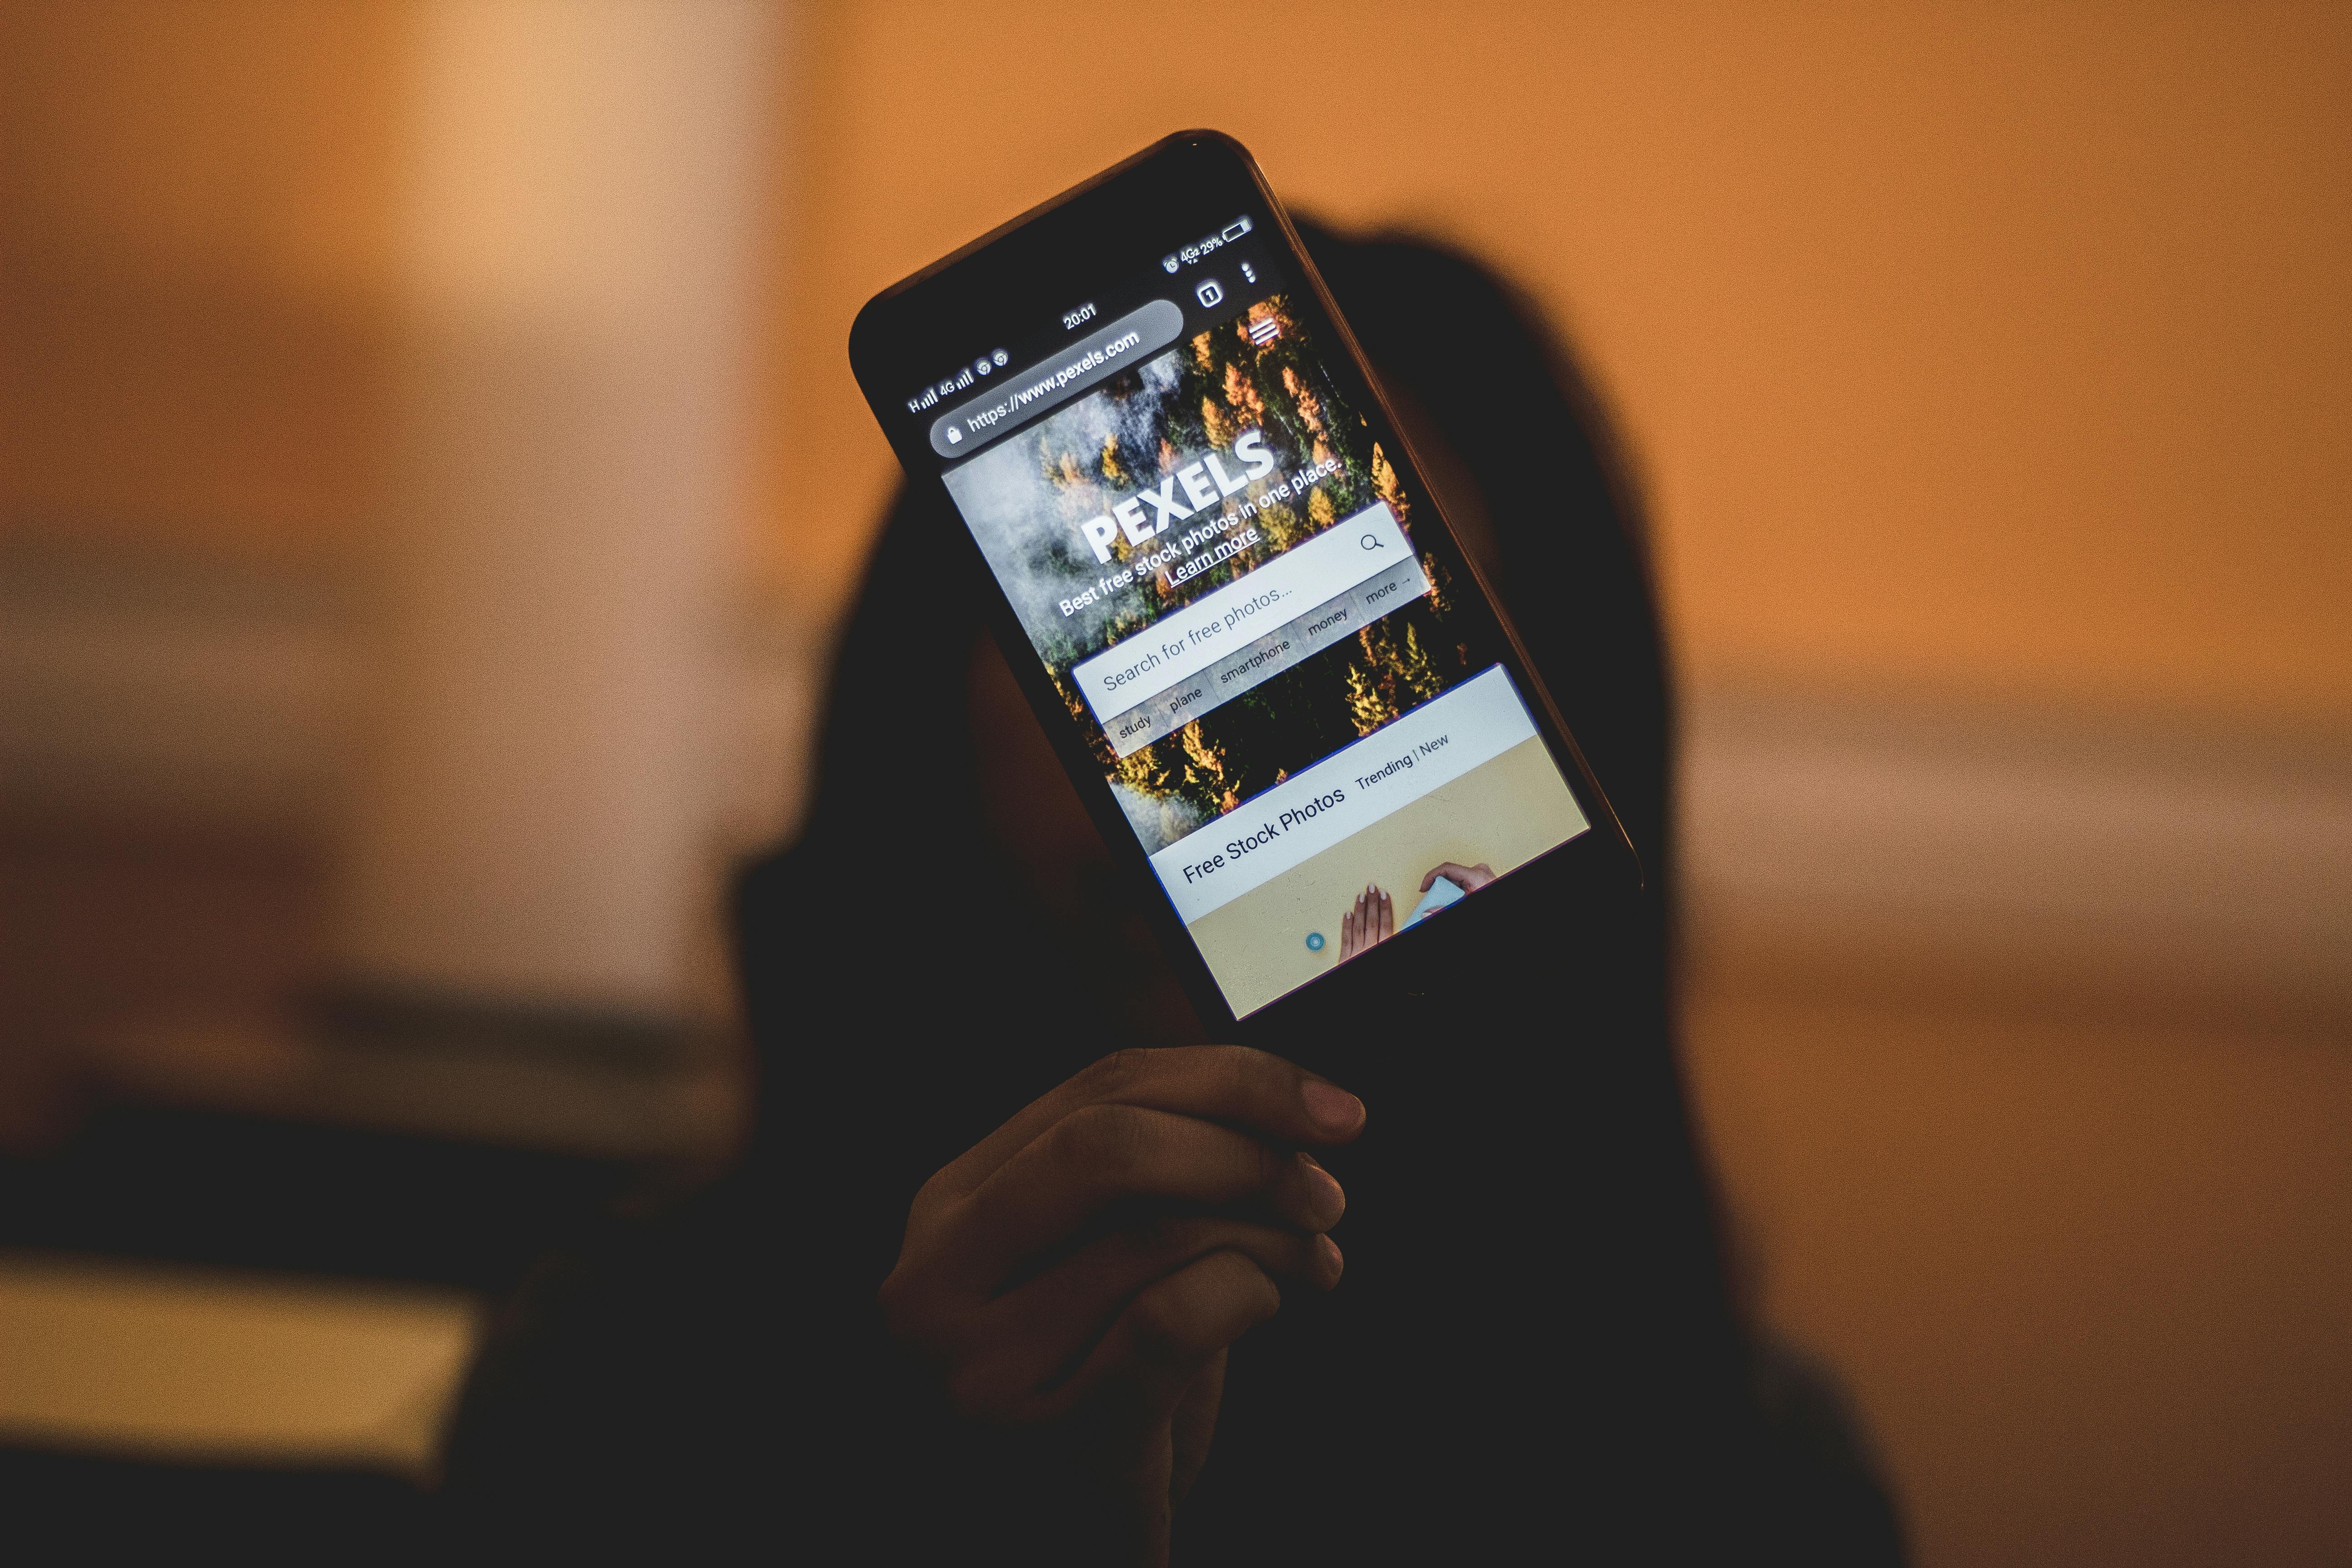 H 4G 20:01 4G² 29%
https://www.pexels.com 1
PEXELS
Best free stock photos in one place.
Learn more
Search for free photos...
study plane smartphone money more →
Free Stock Photos Trending | New